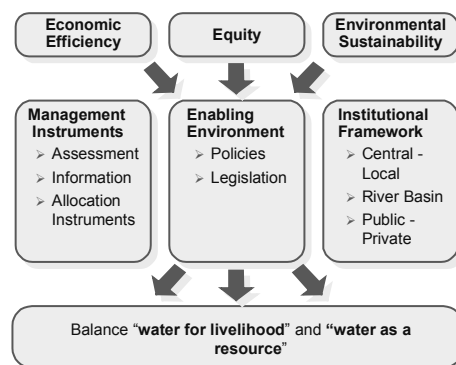 Economic
Efficiency
Equity
Environmental
Sustainability
Management
Instruments
➢ Assessment
➢ Information
➢ Allocation
Instruments
Enabling
Environment
➢ Policies
➢ Legislation
Institutional
Framework
➢ Central -
Local
➢ River Basin
➢ Public -
Private
Balance “water for livelihood” and “water as a
resource”